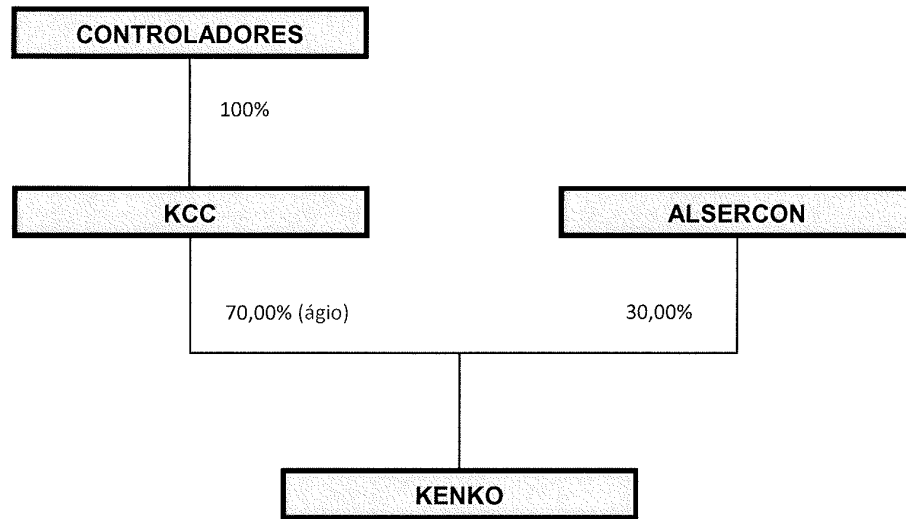 CONTROLADORES
100%
KCC
ALSERCON
70,00% (ágio)
30,00%
KENKO